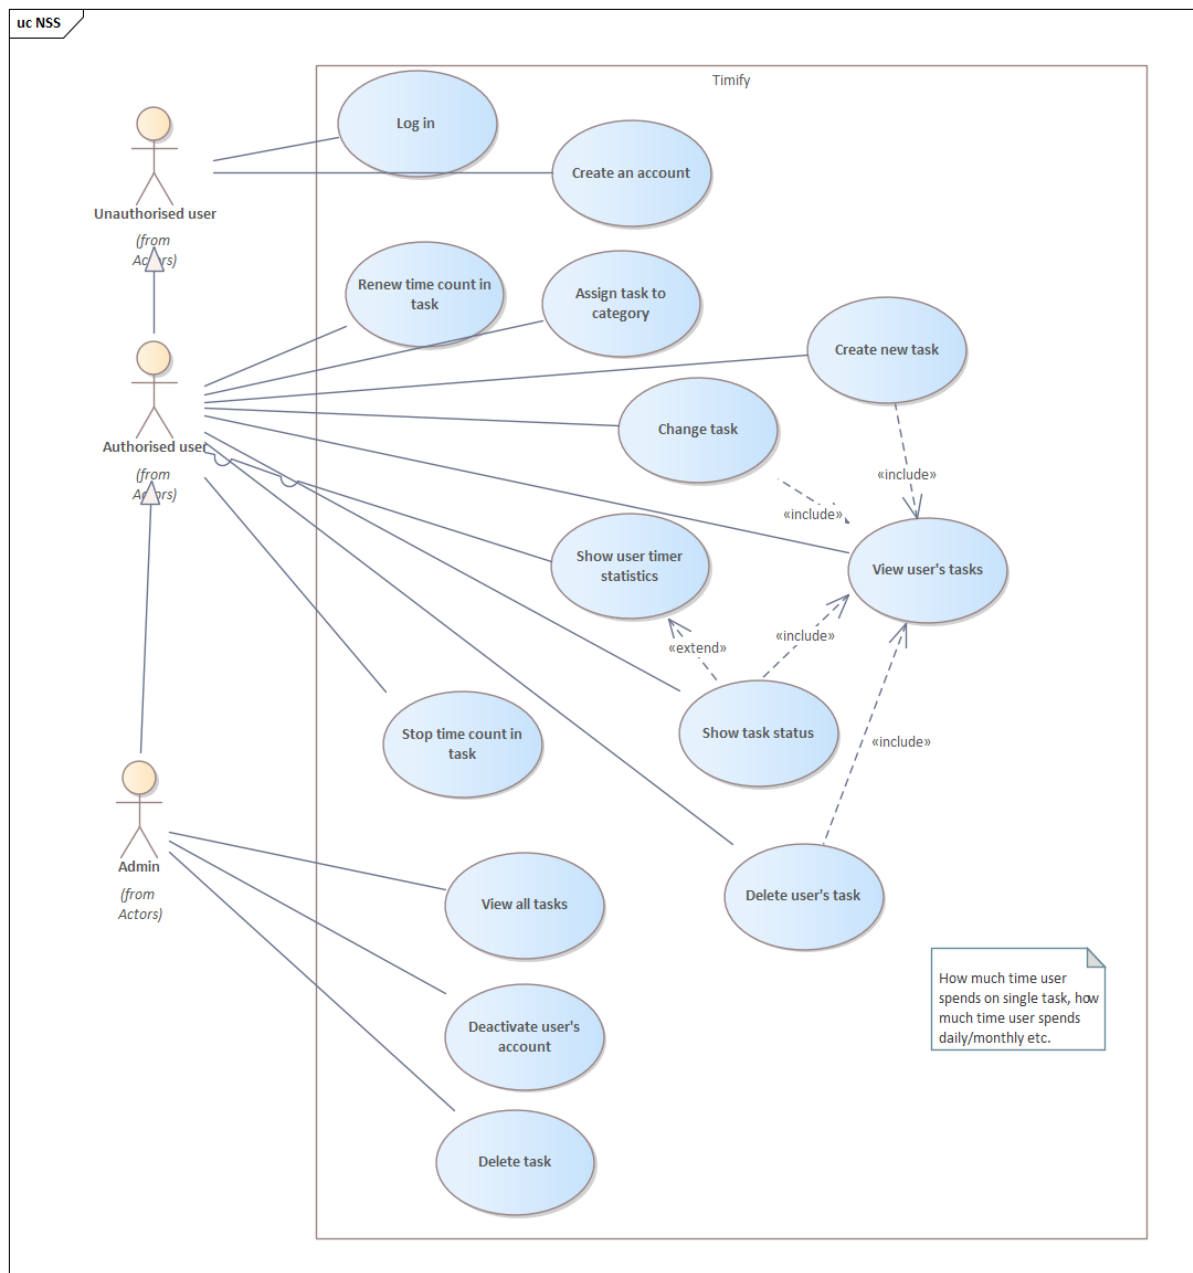 uc NSS
Timify
Log in
Create an account
Unauthorised user
(from
Actors)
Renew time count in
task
Assign task to
category
Create new task
Change task
Authorised user
(from
Actors)
«include»
«include»
Show user timer
statistics
View user's tasks
«include»
«extend»
Stop time count in
task
Show task status
«include»
Admin
(from
Actors)
View all tasks
Delete user's task
How much time user
spends on single task, how
much time user spends
daily/monthly etc.
Deactivate user's
account
Delete task